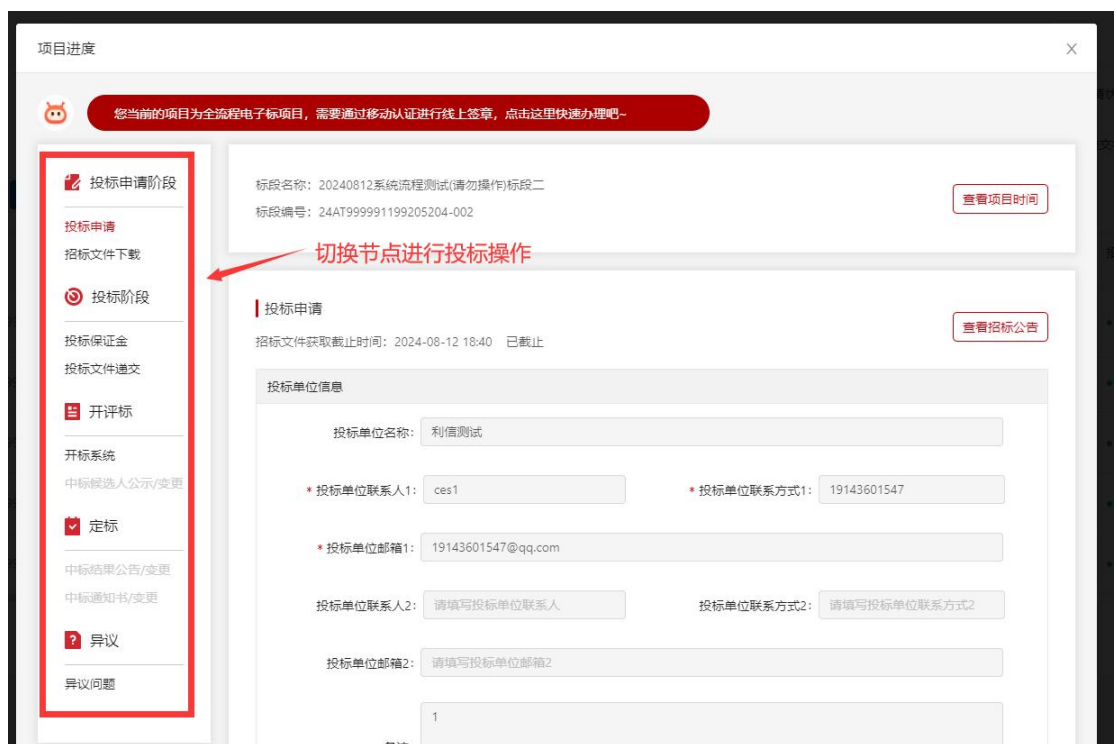 项目进度
您当前的项目为全流程电子标项目，需要通过移动认证进行线上签章，点击这里快速办理吧~
投标申请阶段
投标申请
招标文件下载
投标阶段
投标保证金
投标文件递交
开评标
开标系统
中标候选人公示/变更
定标
中标结果公告/变更
中标通知书/变更
异议
异议问题
标段名称：20240812系统流程测试(请勿操作)标段二
标段编号：24AT999991199205204-002
查看项目时间
切换节点进行投标操作
投标申请
招标文件获取截止时间：2024-08-12 18:40 已截止
查看招标公告
投标单位信息
投标单位名称： 利信测试
* 投标单位联系人1： ces1 * 投标单位联系方式1： 19143601547
* 投标单位邮箱1： 19143601547@qq.com
投标单位联系人2： 请填写投标单位联系人 投标单位联系方式2： 请填写投标单位联系方式2
投标单位邮箱2： 请填写投标单位邮箱2
1